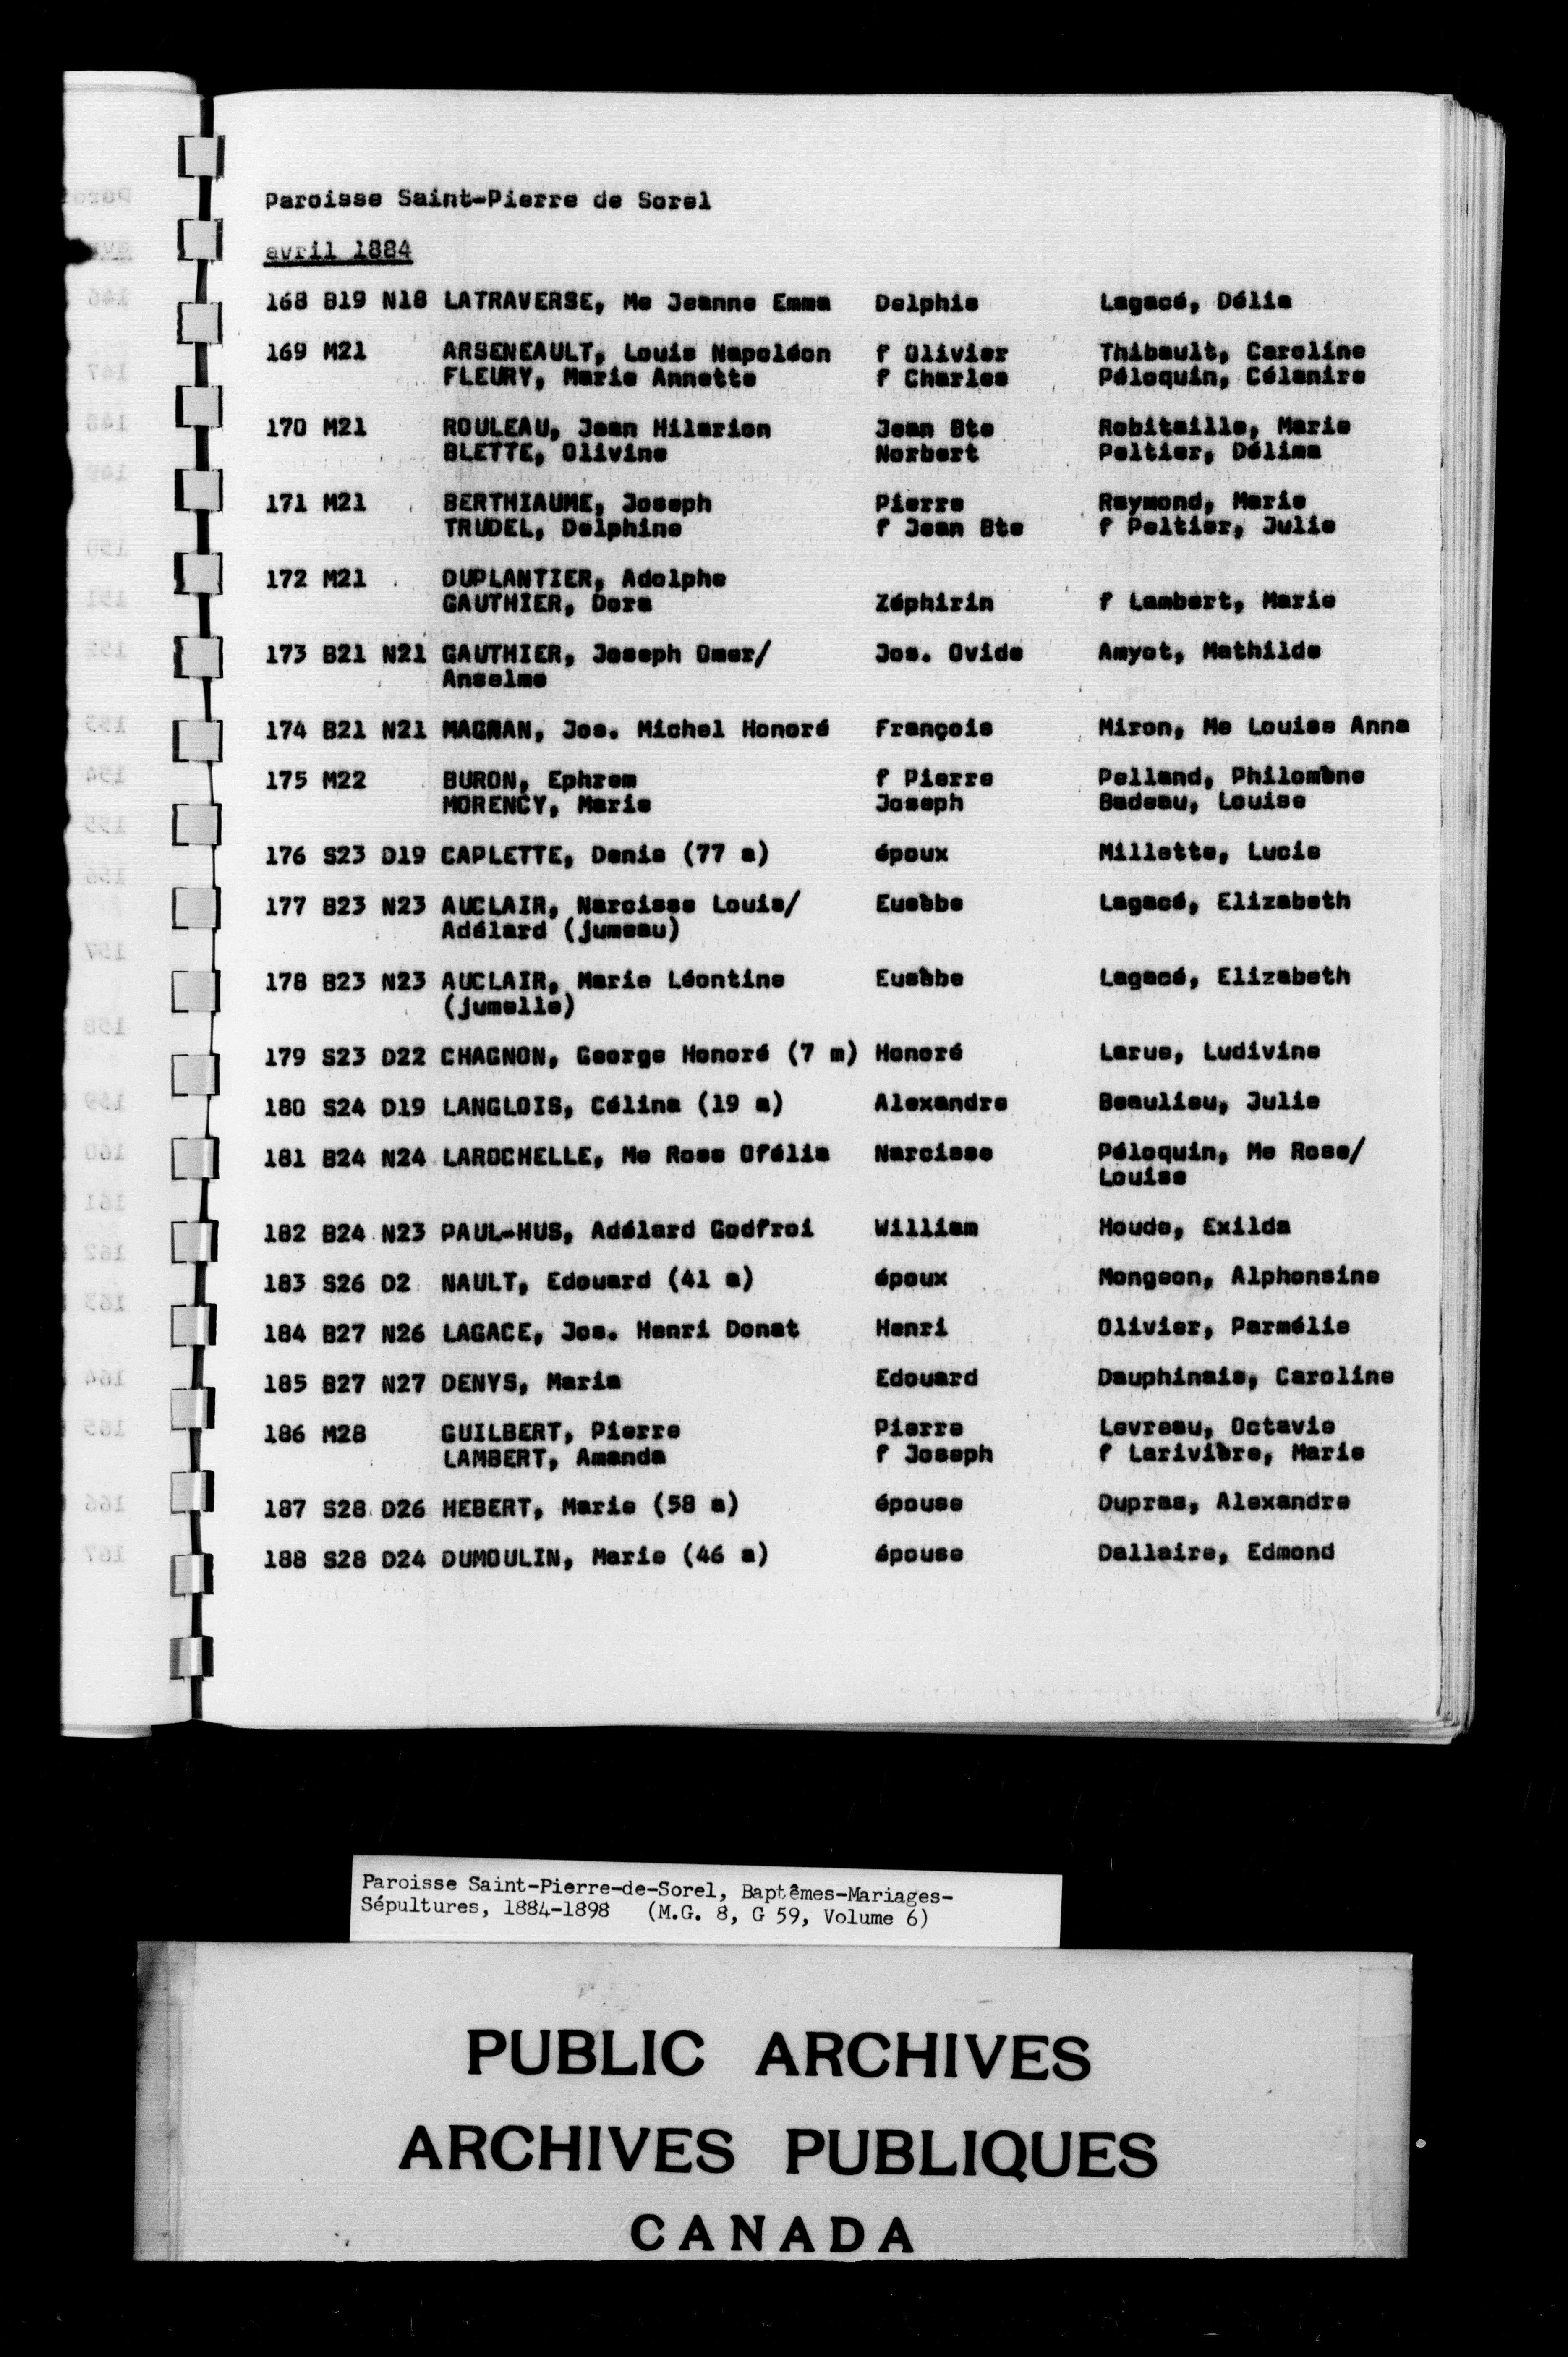 Paroisse Saint-Pierre de Sorel
avril 1884
168 B19 N18 LATRAVERSE, Me Jeanne Emma Delphis Lagacé, Délia
169 M21 ARSENEAULT, Louis Napoléon f Olivier Thibault, Caroline
FLEURY, Marie Annette f Charles Péloquin, Célanire
170 M21 ROULEAU, Jean Hilarion Jean Bte Robitaille, Marie
BLETTE, Olivine Norbert Peltier, Délima
171 M21 BERTHIAUME, Joseph Pierre Raymond, Marie
TRUDEL, Delphine f Jean Bte f Peltier, Julie
172 M21 DUPLANTIER, Adolphe
GAUTHIER, Dora Zéphirin f Lambert, Marie
173 B21 N21 GAUTHIER, Joseph Omer/ Jos. Ovide Amyot, Mathilde
Anselme
174 B21 N21 MAGNAN, Jos. Michel Honoré François Miron, Me Louise Anna
175 M22 BURON, Ephrem f Pierre Pelland, Philomène
MORENCY, Marie Joseph Badeau, Louise
176 S23 D19 CAPLETTE, Denis (77 a) époux Millette, Lucie
177 B23 N23 AUCLAIR, Narcisse Louis/ Eusèbe Lagacé, Elizabeth
Adélard (jumeau)
178 B23 N23 AUCLAIR, Marie Léontine Eusèbe Lagacé, Elizabeth
(jumelle)
179 S23 D22 CHAGNON, George Honoré (7 m) Honoré Larue, Ludivine
180 S24 D19 LANGLOIS, Célina (19 a) Alexandre Beaulieu, Julie
181 B24 N24 LAROCHELLE, Me Rose Ofélia Narcisse Péloquin, Me Rose/
Louise
182 B24 N23 PAUL-HUS, Adélard Godfroi William Houde, Exilda
183 S26 D2 NAULT, Edouard (41 a) époux Mongeon, Alphonsine
184 B27 N26 LAGACE, Jos. Henri Donat Henri Olivier, Parmélie
185 B27 N27 DENYS, Maria Edouard Dauphinais, Caroline
186 M28 GUILBERT, Pierre Pierre Levreau, Octavie
LAMBERT, Amanda f Joseph f Larivière, Marie
187 S28 D26 HEBERT, Marie (58 a) épouse Dupras, Alexandre
188 S28 D24 DUMOULIN, Marie (46 a) épouse Dallaire, Edmond
Paroisse Saint-Pierre-de-Sorel, Baptêmes-Mariages-
Sépultures, 1884-1898 (M.G. 8, G 59, Volume 6)
PUBLIC ARCHIVES
ARCHIVES PUBLIQUES
CANADA